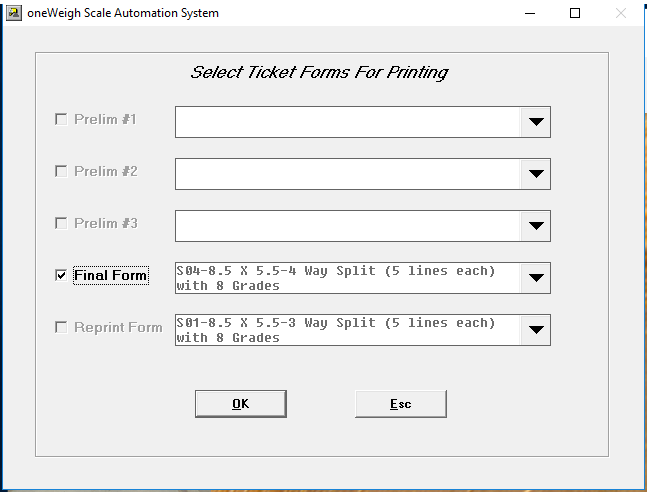 oneWeigh Scale Automation System
Select Ticket Forms For Printing
Prelim #1
Prelim #2
Prelim #3
Final Form
S04-8.5 X 5.5-4 Way Split (5 lines each)
with 8 Grades
Reprint Form
S01-8.5 X 5.5-3 Way Split (5 lines each)
with 8 Grades
OK
Esc